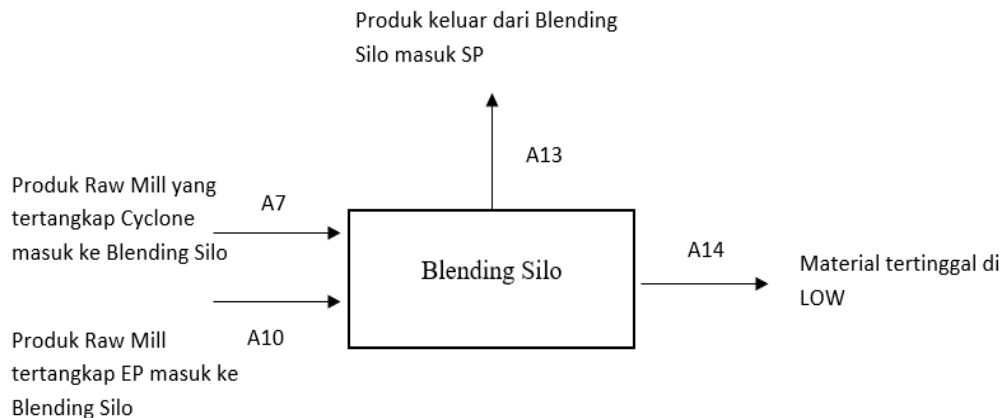 Produk keluar dari Blending
Silo masuk SP
A13
Produk Raw Mill yang
tertangkap Cyclone
masuk ke Blending Silo
A7
Blending Silo
A14
Material tertinggal di
LOW
A10
Produk Raw Mill
tertangkap EP masuk ke
Blending Silo